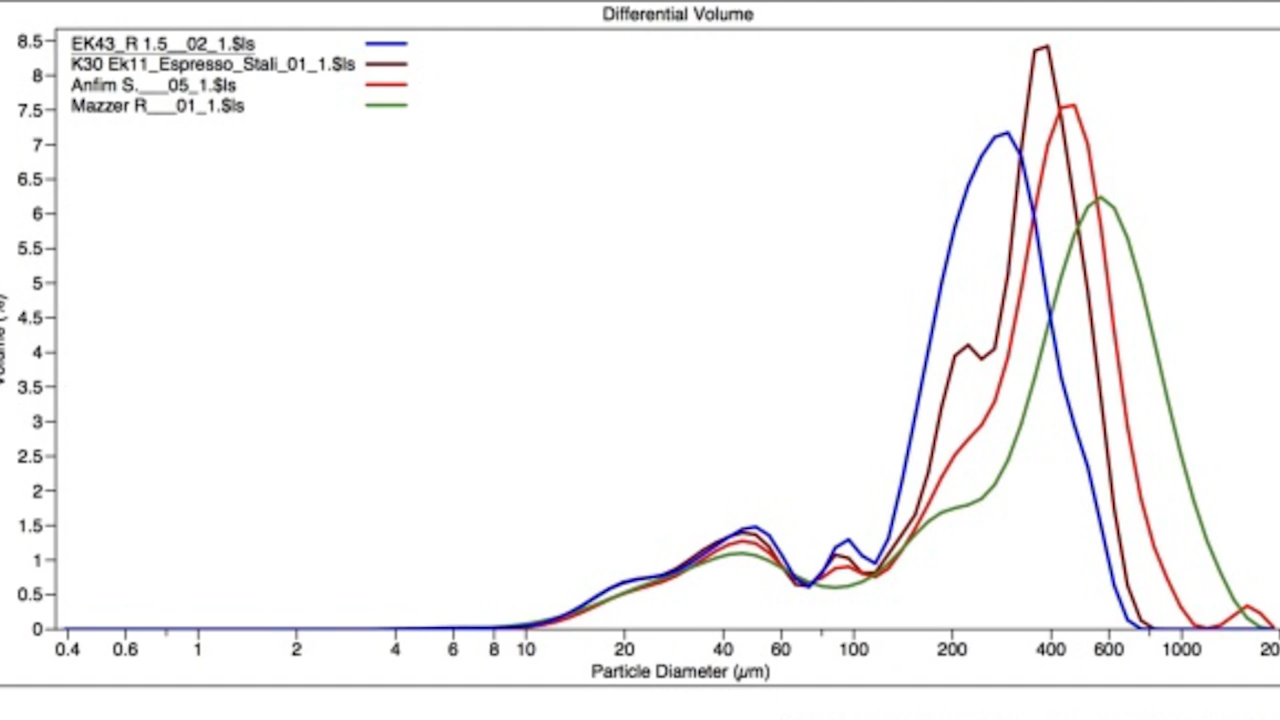 Differential Volume
EK43_R 1.5__02_1.$ls
K30 Ek11_Espresso_Stali_01_1.$ls
Anfim S.___05_1.$ls
Mazzer R___01_1.$ls
8.5
8
7.5
7
6.5
6
5.5
5
4.5
4
3.5
3
2.5
2
1.5
1
0.5
0
0.4 0.6 1 2 4 6 8 10 20 40 60 100 200 400 600 1000
Particle Diameter (µm)